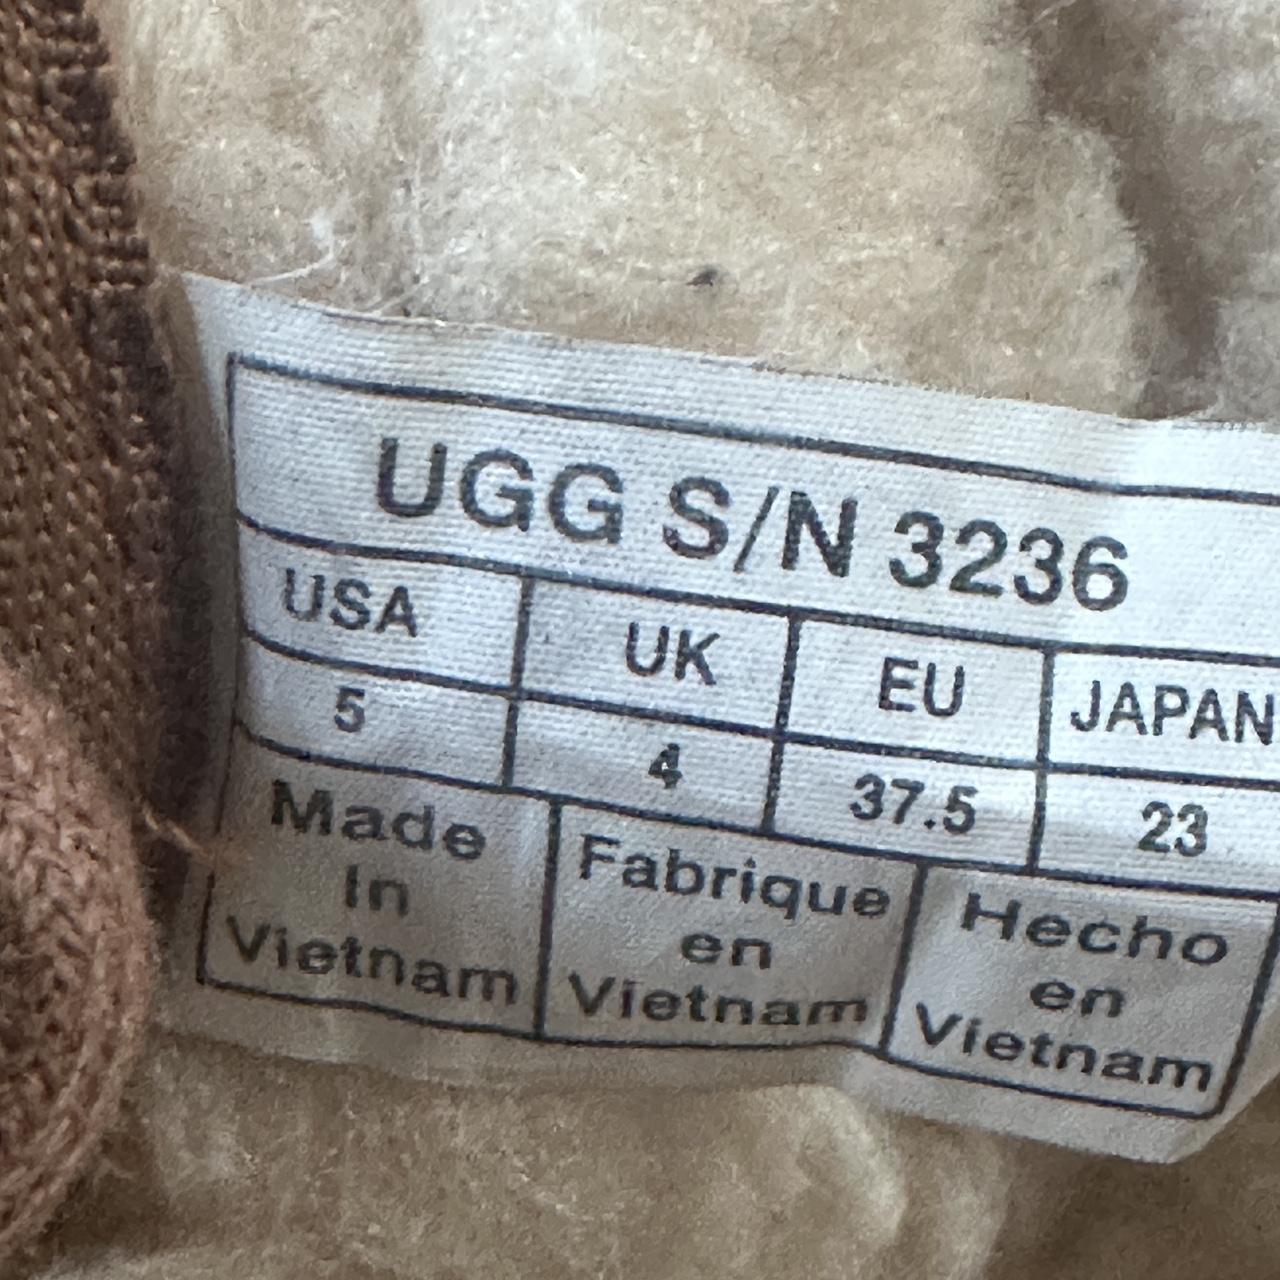 UGG S/N 3236
USA UK EU JAPAN
5 4 37.5 23
Made Fabrique Hecho
In en en
Vietnam Vietnam Vietnam